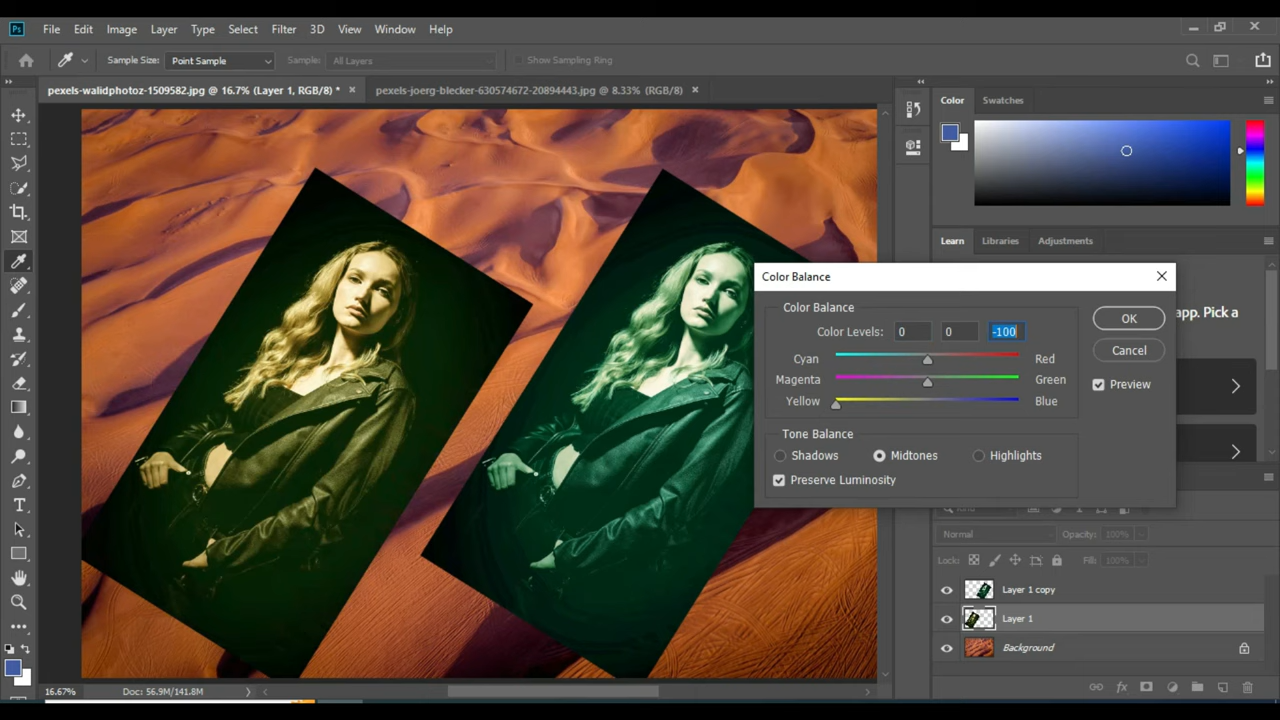 Ps File Edit Image Layer Type Select Filter 3D View Window Help
Sample Size: Point Sample Sample: All Layers Show Sampling Ring
pexels-walidphotoz-1509582.jpg @ 16.7% (Layer 1, RGB/8) * pexels-joerg-blecker-630574672-20894443.jpg @ 8.33% (RGB/8)
Color Swatches
Learn Libraries Adjustments
app. Pick a
Color Balance
Color Balance
Color Levels: 0 0 -100
Cyan Red
Magenta Green
Yellow Blue
OK
Cancel
Preview
Tone Balance
Shadows Midtones Highlights
Preserve Luminosity
Normal Opacity: 100%
Lock: Fill: 100%
Layer 1 copy
Layer 1
Background
16.67% Doc: 56.9M/141.8M